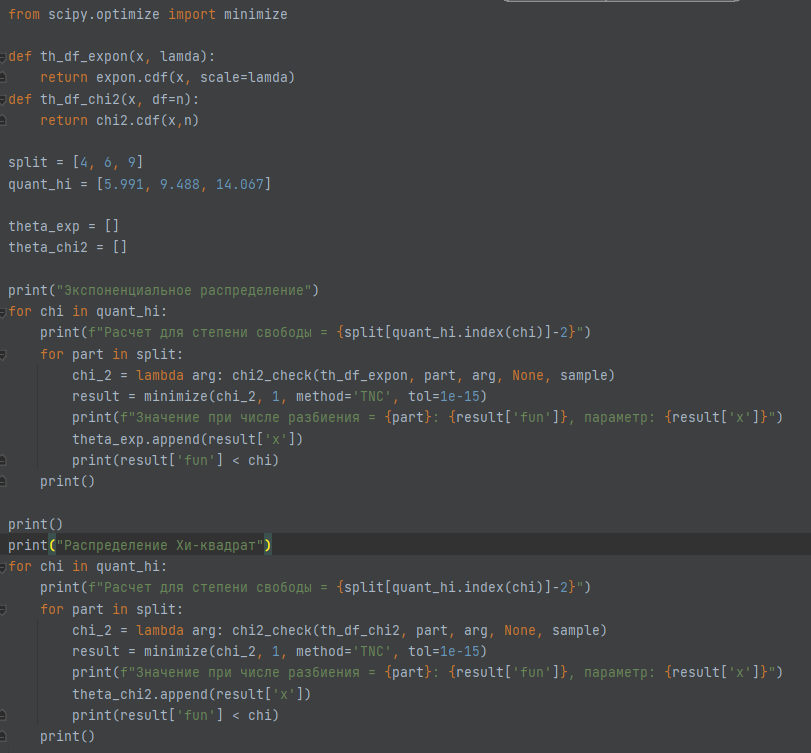 from scipy.optimize import minimize
def th_df_expon(x, lamda):
    return expon.cdf(x, scale=lamda)
def th_df_chi2(x, df=n):
    return chi2.cdf(x,n)
split = [4, 6, 9]
quant_hi = [5.991, 9.488, 14.067]
theta_exp = []
theta_chi2 = []
print("Экспоненциальное распределение")
for chi in quant_hi:
    print(f"Расчет для степени свободы = {split[quant_hi.index(chi)]-2}")
    for part in split:
        chi_2 = lambda arg: chi2_check(th_df_expon, part, arg, None, sample)
        result = minimize(chi_2, 1, method='TNC', tol=1e-15)
        print(f"Значение при числе разбиения = {part}: {result['fun']}, параметр: {result['x']}")
        theta_exp.append(result['x'])
        print(result['fun'] < chi)
    print()
print()
print("Распределение Хи-квадрат")
for chi in quant_hi:
    print(f"Расчет для степени свободы = {split[quant_hi.index(chi)]-2}")
    for part in split:
        chi_2 = lambda arg: chi2_check(th_df_chi2, part, arg, None, sample)
        result = minimize(chi_2, 1, method='TNC', tol=1e-15)
        print(f"Значение при числе разбиения = {part}: {result['fun']}, параметр: {result['x']}")
        theta_chi2.append(result['x'])
        print(result['fun'] < chi)
    print()